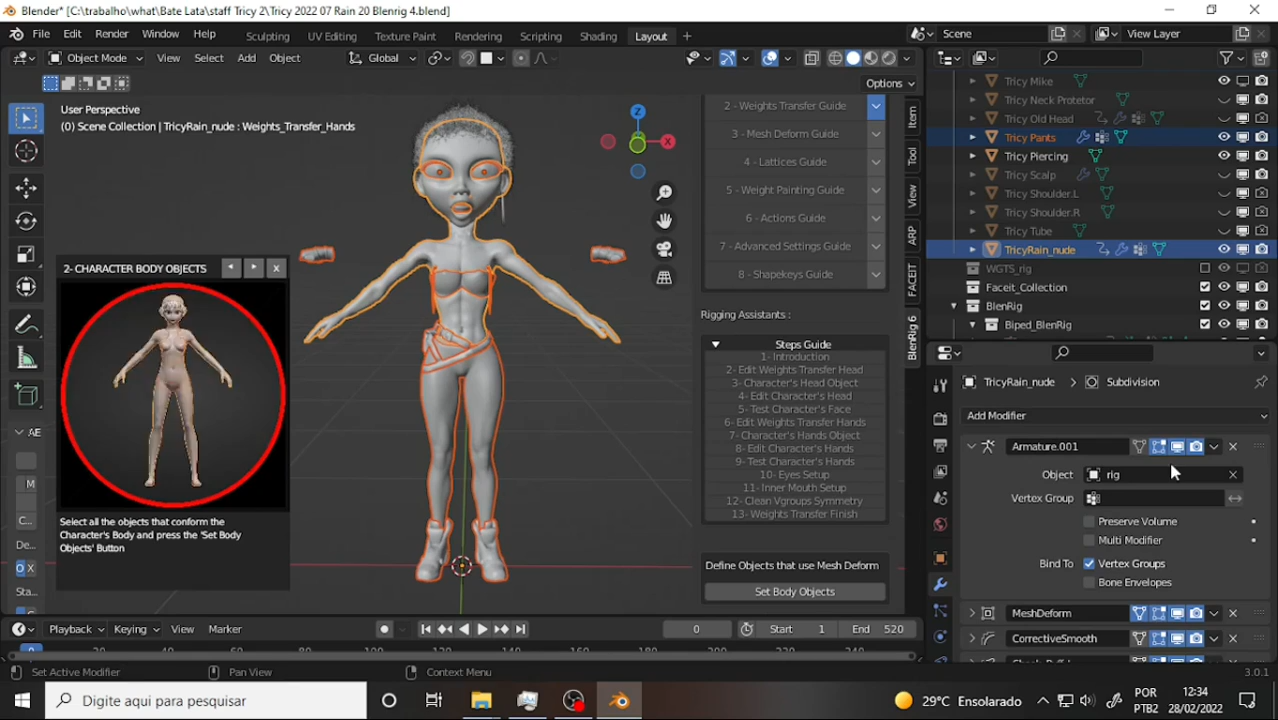 Blender* [C:\trabalho\what\Bate Lata\staff Tricy 2\Tricy 2022 07 Rain 20 Blenrig 4.blend]
File Edit Render Window Help
Sculpting UV Editing Texture Paint Rendering Scripting Shading Layout +
Scene
View Layer
Object Mode View Select Add Object Global
Options
User Perspective
(0) Scene Collection | TricyRain_nude : Weights_Transfer_Hands
Z
X
2 - Weights Transfer Guide
3 - Mesh Deform Guide
4 - Lattices Guide
5 - Weight Painting Guide
6 - Actions Guide
7 - Advanced Settings Guide
8 - Shapekeys Guide
Rigging Assistants :
Steps Guide
1- Introduction
2- Edit Weights Transfer Head
3- Character's Head Object
4- Edit Character's Head
5- Test Character's Face
6- Edit Weights Transfer Hands
7- Character's Hands Object
8- Edit Character's Hands
9- Test Character's Hands
10- Eyes Setup
11- Inner Mouth Setup
12- Clean Vgroups Symmetry
13- Weights Transfer Finish
Define Objects that use Mesh Deform
Set Body Objects
Item
Tool
View
ARP
FACEIT
BlenRig 6
2- CHARACTER BODY OBJECTS
Select all the objects that conform the
Character's Body and press the 'Set Body
Objects' Button
AE
M
C...
De...
O X
Sta...
Tricy Mike
Tricy Neck Protetor
Tricy Old Head
Tricy Pants
Tricy Piercing
Tricy Scalp
Tricy Shoulder.L
Tricy Shoulder.R
Tricy Tube
TricyRain_nude
WGTS_rig
Faceit_Collection
BlenRig
Biped_BlenRig
TricyRain_nude > Subdivision
Add Modifier
Armature.001
Object rig
Vertex Group
Preserve Volume
Multi Modifier
Bind To Vertex Groups
Bone Envelopes
MeshDeform
CorrectiveSmooth
Playback Keying View Marker
0 Start 1 End 520
Set Active Modifier Pan View Context Menu
3.0.1
Digite aqui para pesquisar
29°C Ensolarado
POR
PTB2
12:34
28/02/2022